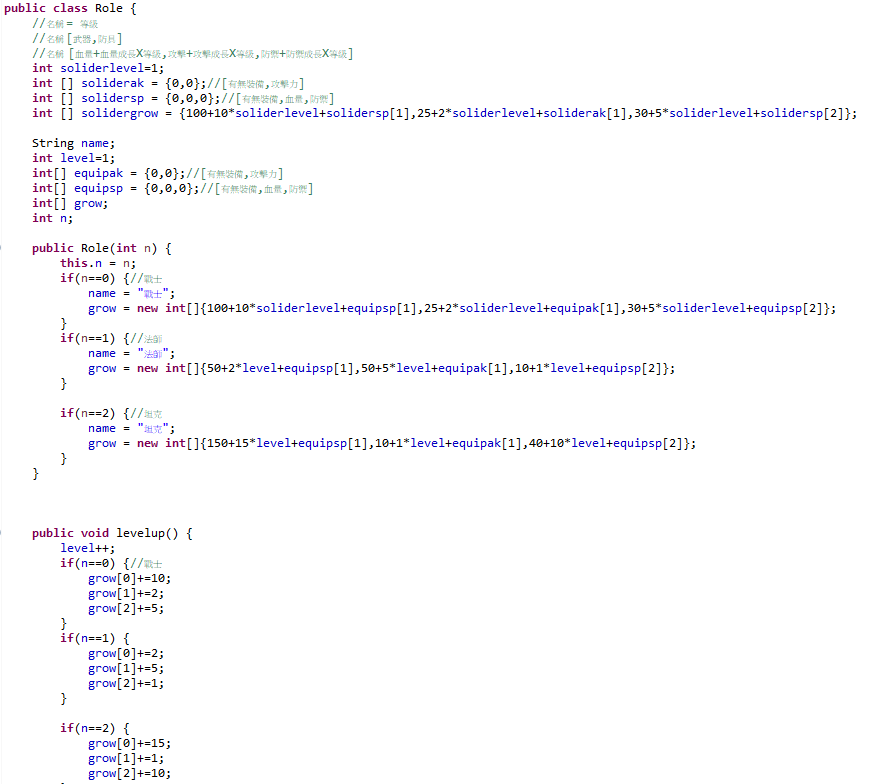 public class Role {
//名稱 = 等級
//名稱 [武器,防具]
//名稱 [血量+血量成長X等級,攻擊+攻擊成長X等級,防禦+防禦成長X等級]
int soliderlevel=1;
int [] soliderak = {0,0};//[有無裝備,攻擊力]
int [] solidersp = {0,0,0};//[有無裝備,血量,防禦]
int [] solidergrow = {100+10*soliderlevel+solidersp[1],25+2*soliderlevel+soliderak[1],30+5*soliderlevel+solidersp[2]};
String name;
int level=1;
int[] equipak = {0,0};//[有無裝備,攻擊力]
int[] equipsp = {0,0,0};//[有無裝備,血量,防禦]
int[] grow;
int n;
public Role(int n) {
this.n = n;
if(n==0) {//戰士
name = "戰士";
grow = new int[]{100+10*soliderlevel+equipsp[1],25+2*soliderlevel+equipak[1],30+5*soliderlevel+equipsp[2]};
}
if(n==1) {//法師
name = "法師";
grow = new int[]{50+2*level+equipsp[1],50+5*level+equipak[1],10+1*level+equipsp[2]};
}
if(n==2) {//坦克
name = "坦克";
grow = new int[]{150+15*level+equipsp[1],10+1*level+equipak[1],40+10*level+equipsp[2]};
}
}
public void levelup() {
level++;
if(n==0) {//戰士
grow[0]+=10;
grow[1]+=2;
grow[2]+=5;
}
if(n==1) {
grow[0]+=2;
grow[1]+=5;
grow[2]+=1;
}
if(n==2) {
grow[0]+=15;
grow[1]+=1;
grow[2]+=10;